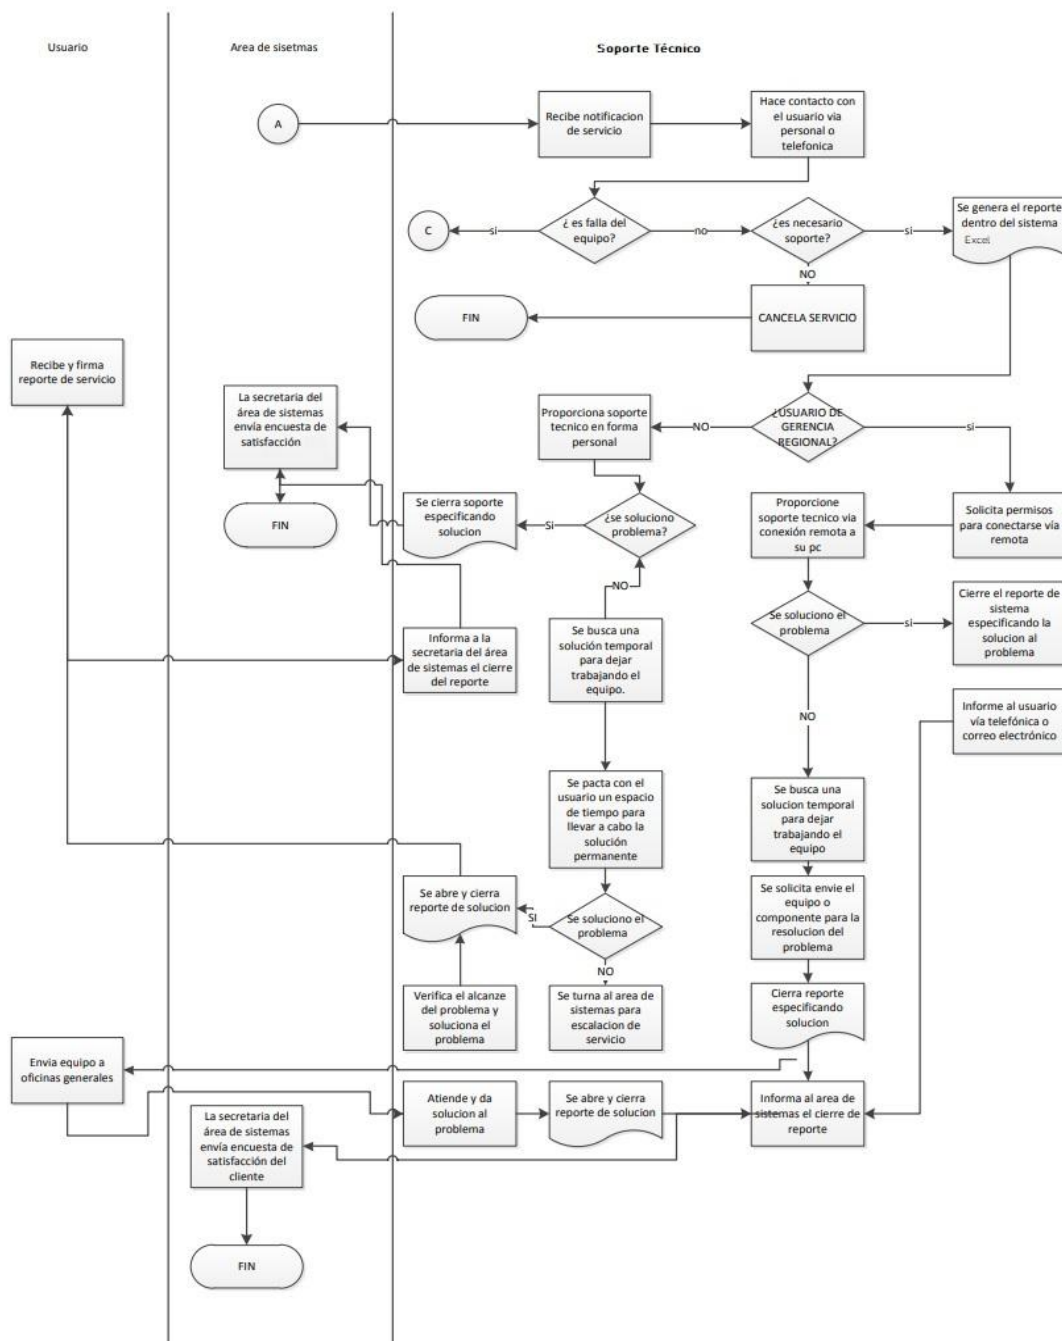 Usuario
Area de sisetmas
Soporte Técnico
A
Recibe notificacion
de servicio
Hace contacto con
el usuario via
personal o
telefonica
C
si
¿ es falla del
equipo?
no
¿es necesario
soporte?
si
Se genera el reporte
dentro del sistema
Excel
NO
FIN
CANCELA SERVICIO
Recibe y firma
reporte de servicio
La secretaria del
área de sistemas
envía encuesta de
satisfacción
Proporciona soporte
tecnico en forma
personal
NO
¿USUARIO DE
GERENCIA
REGIONAL?
si
FIN
Se cierra soporte
especificando
solucion
Si
¿se soluciono
problema?
Proporcione
soporte tecnico via
conexión remota a
su pc
Solicita permisos
para conectarse vía
remota
NO
Informa a la
secretaria del área
de sistemas el cierre
del reporte
Se busca una
solución temporal
para dejar
trabajando el
equipo.
Se soluciono el
problema
si
Cierre el reporte de
sistema
especificando la
solucion al
problema
NO
Informe al usuario
vía telefónica o
correo electrónico
Se pacta con el
usuario un espacio
de tiempo para
llevar a cabo la
solución
permanente
Se busca una
solucion temporal
para dejar
trabajando el
equipo
Se abre y cierra
reporte de solucion
SI
Se soluciono el
problema
Se solicita envie el
equipo o
componente para la
resolucion del
problema
NO
Verifica el alcanze
del problema y
soluciona el
problema
Se turna al area de
sistemas para
escalacion de
servicio
Cierra reporte
especificando
solucion
Envia equipo a
oficinas generales
La secretaria del
área de sistemas
envía encuesta de
satisfacción del
cliente
Atiende y da
solucion al
problema
Se abre y cierra
reporte de solucion
Informa al area de
sistemas el cierre de
reporte
FIN